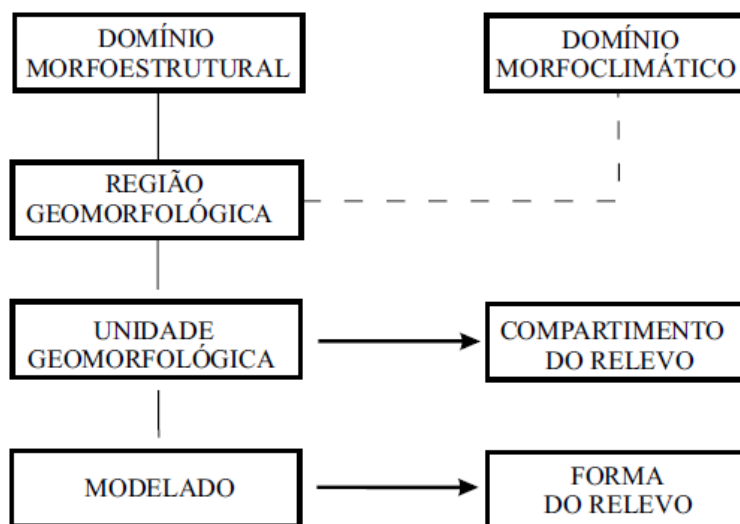 DOMÍNIO
MORFOESTRUTURAL
DOMÍNIO
MORFOCLIMÁTICO
REGIÃO
GEOMORFOLÓGICA
UNIDADE
GEOMORFOLÓGICA
COMPARTIMENTO
DO RELEVO
MODELADO
FORMA
DO RELEVO